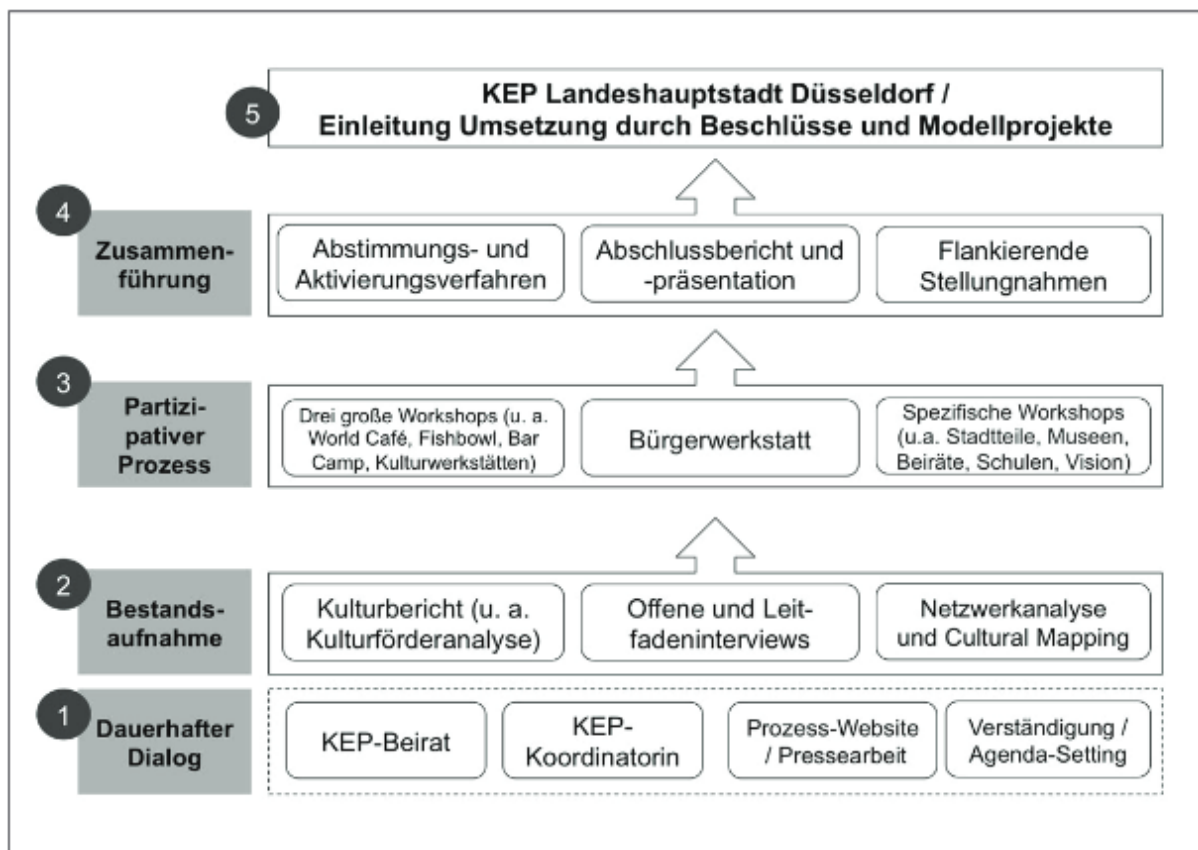 5
KEP Landeshauptstadt Düsseldorf /
Einleitung Umsetzung durch Beschlüsse und Modellprojekte
4
Zusammen-
führung
Abstimmungs- und
Aktivierungsverfahren
Abschlussbericht und
-präsentation
Flankierende
Stellungnahmen
3
Partizi-
pativer
Prozess
Drei große Workshops (u. a.
World Café, Fishbowl, Bar
Camp, Kulturwerkstätten)
Bürgerwerkstatt
Spezifische Workshops
(u.a. Stadtteile, Museen,
Beiräte, Schulen, Vision)
2
Bestands-
aufnahme
Kulturbericht (u. a.
Kulturförderanalyse)
Offene und Leit-
fadeninterviews
Netzwerkanalyse
und Cultural Mapping
1
Dauerhafter
Dialog
KEP-Beirat
KEP-
Koordinatorin
Prozess-Website
/ Pressearbeit
Verständigung /
Agenda-Setting